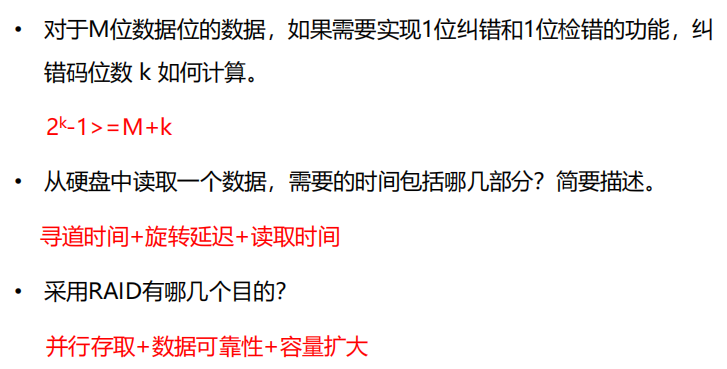 • 对于M位数据位的数据，如果需要实现1位纠错和1位检错的功能，纠
错码位数 k 如何计算。
2ᵏ-1>=M+k
• 从硬盘中读取一个数据，需要的时间包括哪几部分？简要描述。
寻道时间+旋转延迟+读取时间
• 采用RAID有哪几个目的？
并行存取+数据可靠性+容量扩大